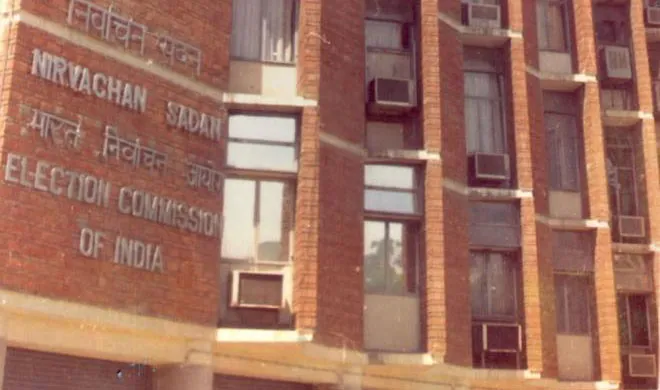 निर्वाचन सदन
NIRVACHAN SADAN
भारत निर्वाचन आयोग
ELECTION COMMISSION
OF INDIA